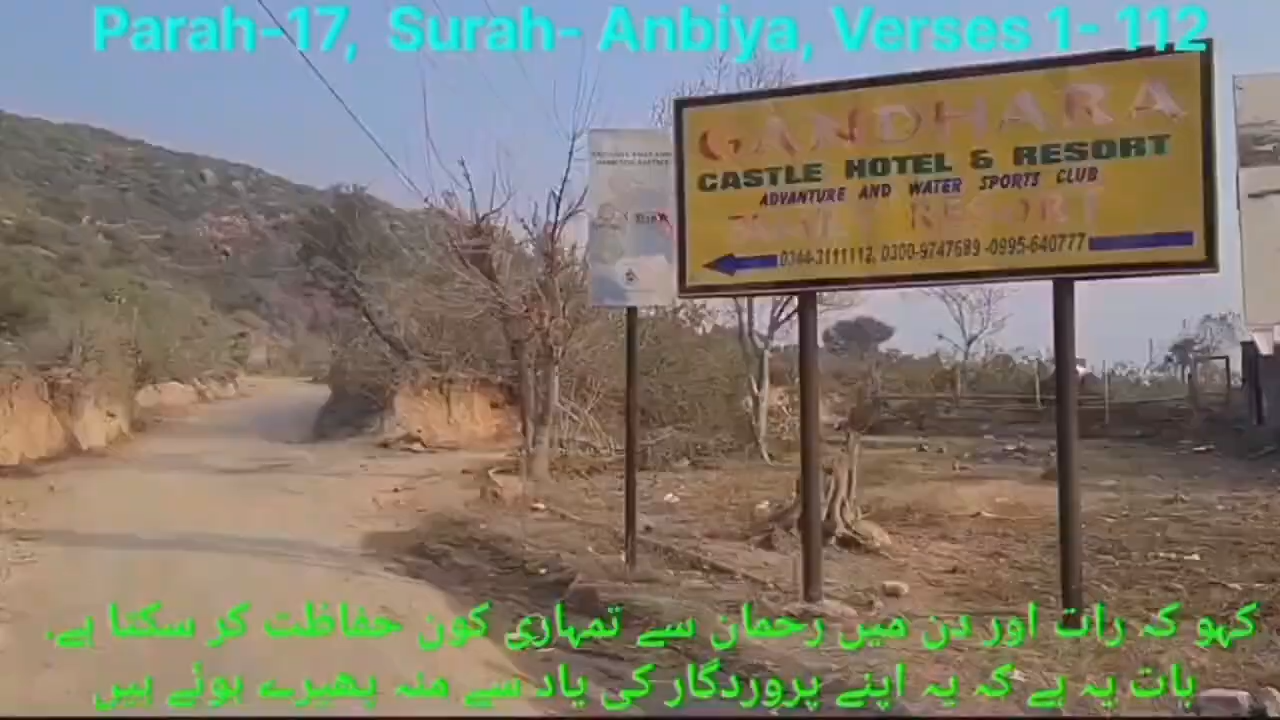 Parah-17, Surah- Anbiya, Verses 1- 112
GANDHARA
CASTLE HOTEL & RESORT
ADVANTURE AND WATER SPORTS CLUB
RESORT
0344-3111112, 0300-9747689 -0995-640777
کہو کہ رات اور دن میں رحمان سے تمہاری کون حفاظت کر سکتا ہے.
بات یہ ہے کہ یہ اپنے پروردگار کی یاد سے منہ پھیرے ہوئے ہیں